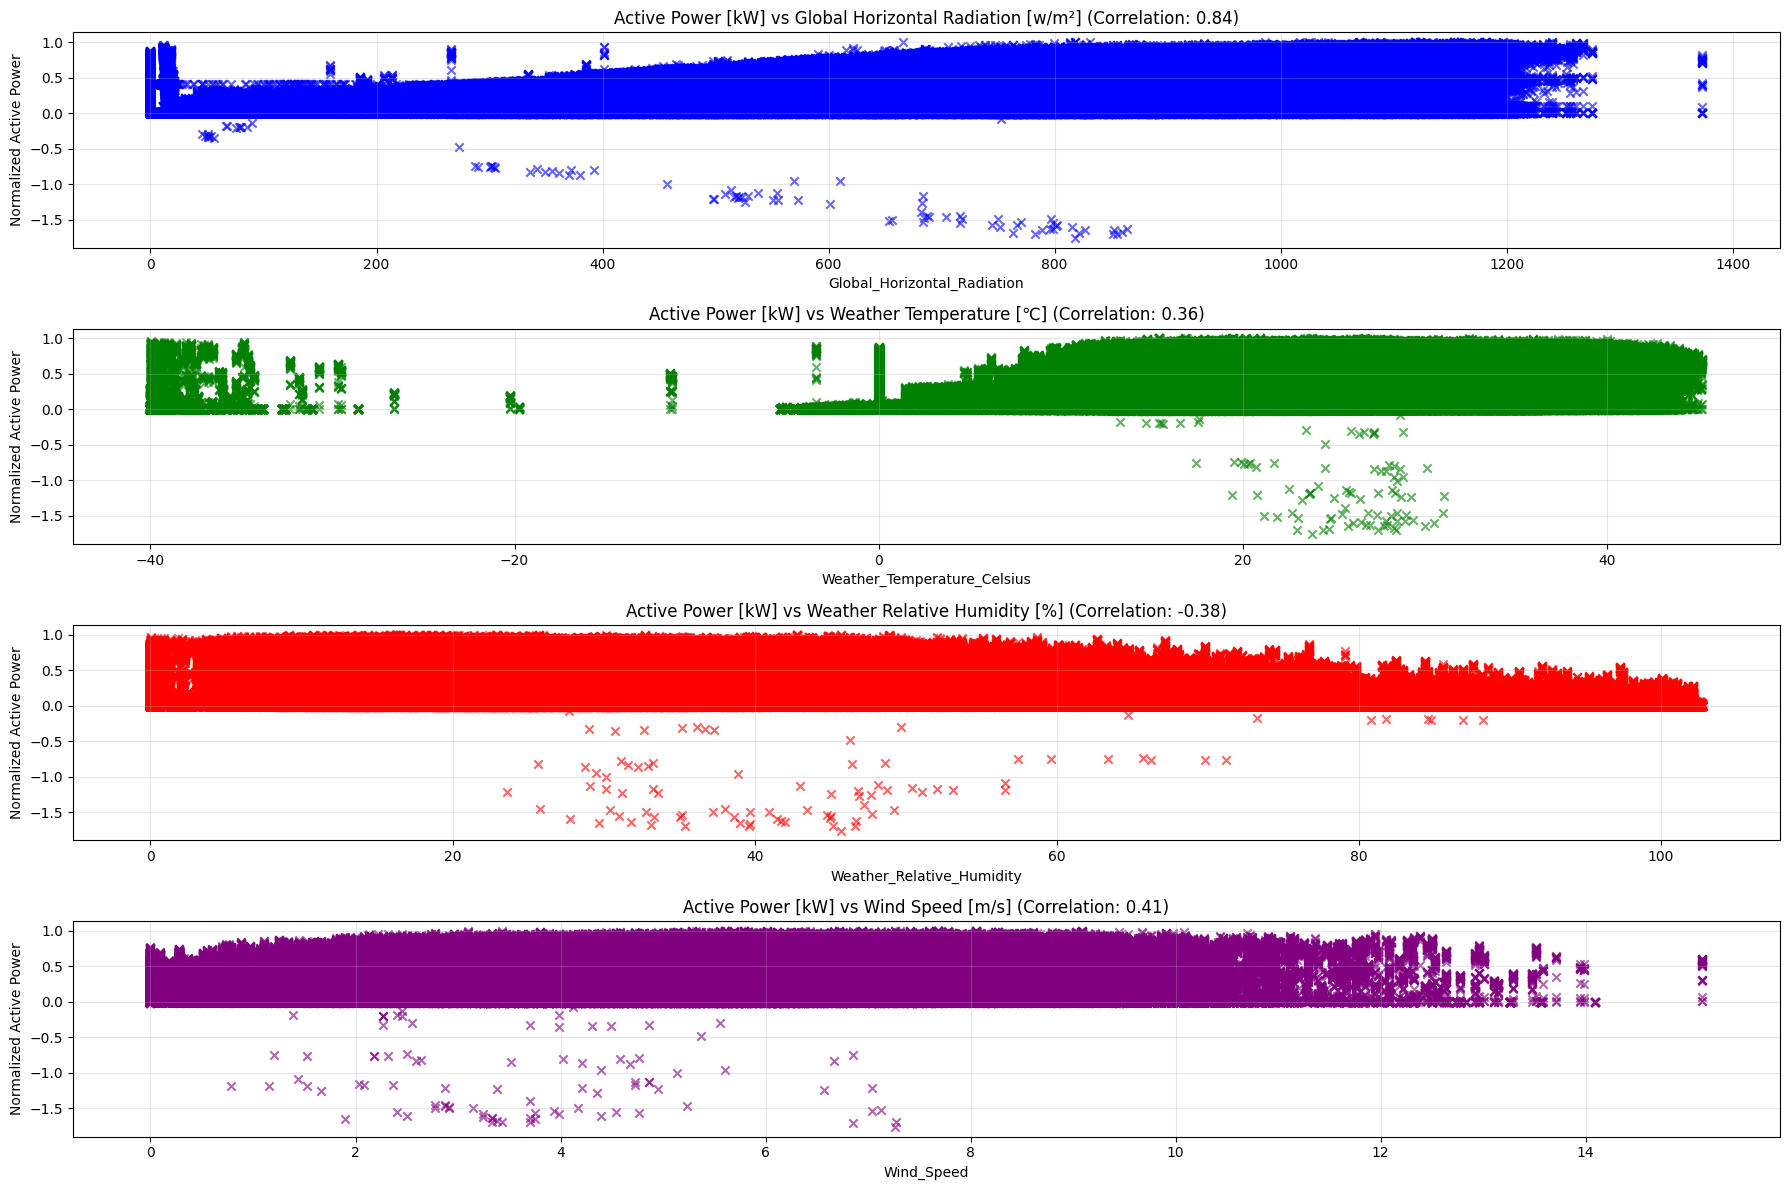 Active Power [kW] vs Global Horizontal Radiation [w/m²] (Correlation: 0.84)
Normalized Active Power
1.0
0.5
0.0
−0.5
−1.0
−1.5
0 200 400 600 800 1000 1200 1400
Global_Horizontal_Radiation
Active Power [kW] vs Weather Temperature [℃] (Correlation: 0.36)
Normalized Active Power
1.0
0.5
0.0
−0.5
−1.0
−1.5
−40 −20 0 20 40
Weather_Temperature_Celsius
Active Power [kW] vs Weather Relative Humidity [%] (Correlation: -0.38)
Normalized Active Power
1.0
0.5
0.0
−0.5
−1.0
−1.5
0 20 40 60 80 100
Weather_Relative_Humidity
Active Power [kW] vs Wind Speed [m/s] (Correlation: 0.41)
Normalized Active Power
1.0
0.5
0.0
−0.5
−1.0
−1.5
0 2 4 6 8 10 12 14
Wind_Speed